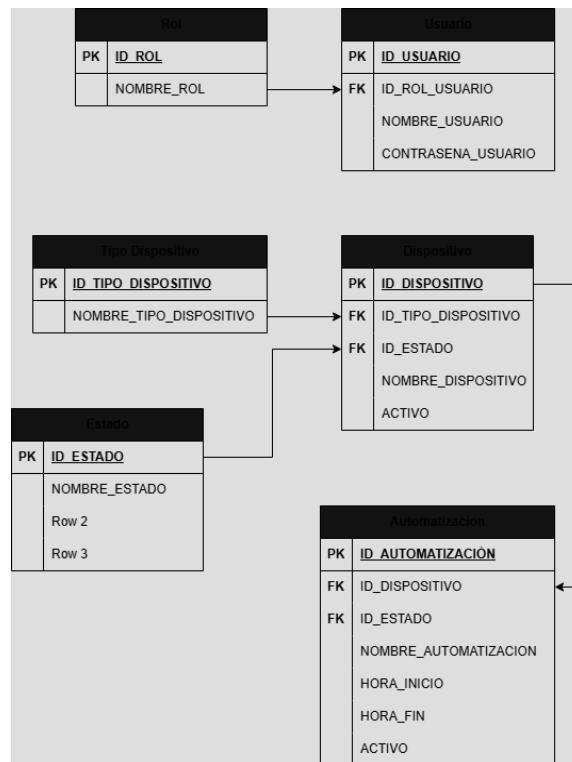 Rol
PK ID_ROL
NOMBRE_ROL
Usuario
PK ID_USUARIO
FK ID_ROL_USUARIO
NOMBRE_USUARIO
CONTRASENA_USUARIO
Tipo Dispositivo
PK ID_TIPO_DISPOSITIVO
NOMBRE_TIPO_DISPOSITIVO
Dispositivo
PK ID_DISPOSITIVO
FK ID_TIPO_DISPOSITIVO
FK ID_ESTADO
NOMBRE_DISPOSITIVO
ACTIVO
Estado
PK ID_ESTADO
NOMBRE_ESTADO
Row 2
Row 3
Automatizacion
PK ID_AUTOMATIZACIÓN
FK ID_DISPOSITIVO
FK ID_ESTADO
NOMBRE_AUTOMATIZACION
HORA_INICIO
HORA_FIN
ACTIVO